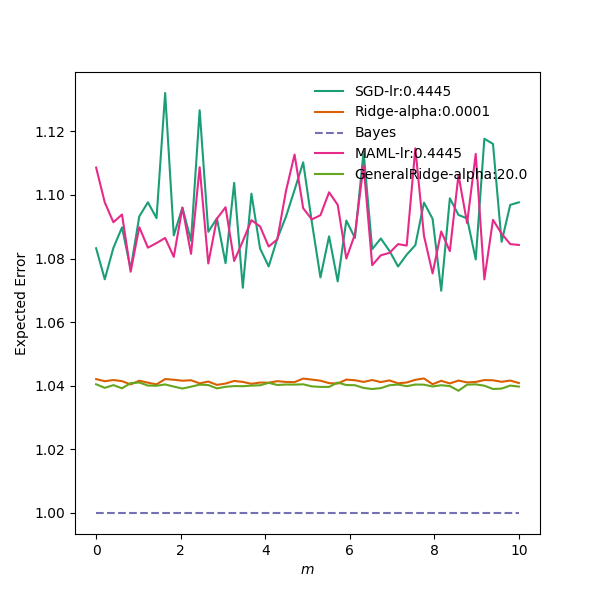 SGD-lr:0.4445
Ridge-alpha:0.0001
Bayes
MAML-lr:0.4445
GeneralRidge-alpha:20.0
1.12
1.10
1.08
1.06
1.04
1.02
1.00
Expected Error
0 2 4 6 8 10
m